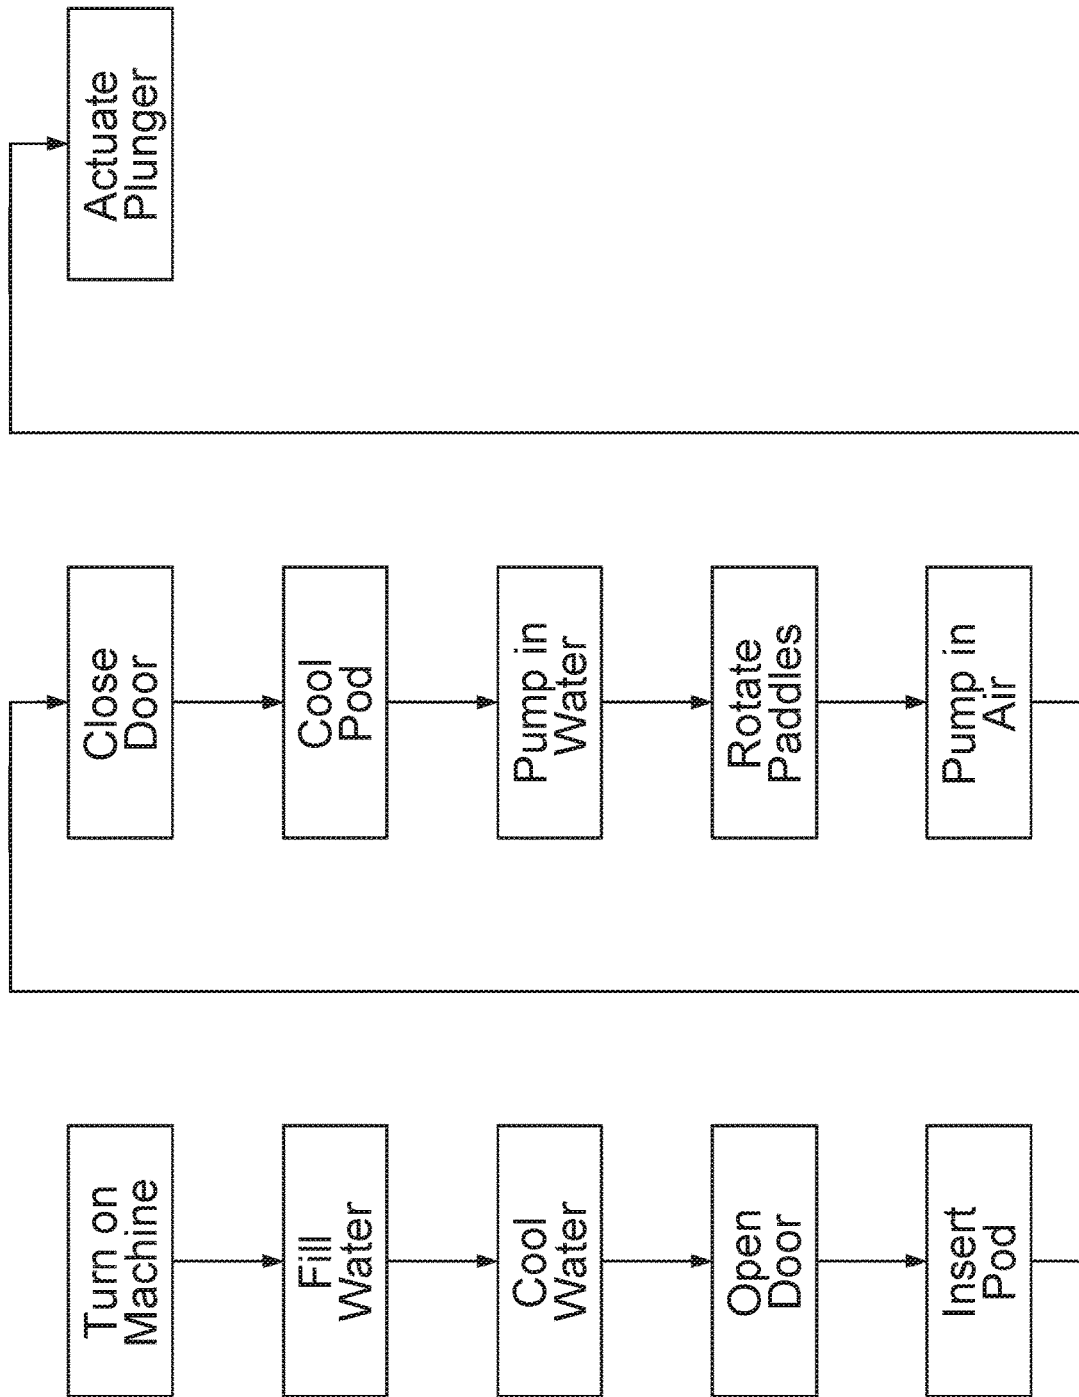 Turn on
Machine
Fill
Water
Cool
Water
Open
Door
Insert
Pod
Close
Door
Cool
Pod
Pump in
Water
Rotate
Paddles
Pump in
Air
Actuate
Plunger